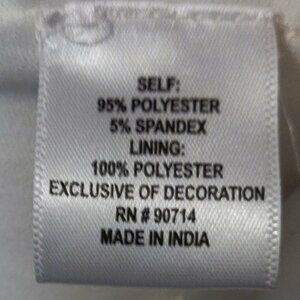 SELF:
95% POLYESTER
5% SPANDEX
LINING:
100% POLYESTER
EXCLUSIVE OF DECORATION
RN # 90714
MADE IN INDIA